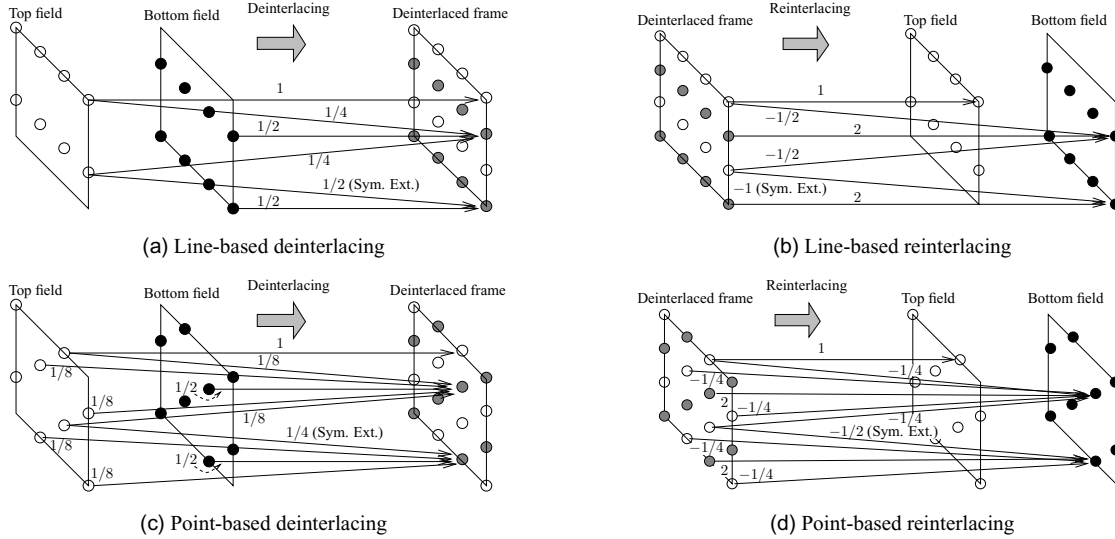 Top field
Bottom field
Deinterlacing
Deinterlaced frame
1
1/4
1/2
1/4
1/2 (Sym. Ext.)
1/2
(a) Line-based deinterlacing
Deinterlaced frame
Reinterlacing
Top field
Bottom field
1
−1/2
2
−1/2
−1 (Sym. Ext.)
2
(b) Line-based reinterlacing
Top field
Bottom field
Deinterlacing
Deinterlaced frame
1
1/8
1/8
1/2
1/8
1/8
1/4 (Sym. Ext.)
1/8
1/2
1/8
(c) Point-based deinterlacing
Deinterlaced frame
Reinterlacing
Top field
Bottom field
1
−1/4
−1/4
2
−1/4
−1/4
−1/2 (Sym. Ext.)
−1/4
2
−1/4
(d) Point-based reinterlacing